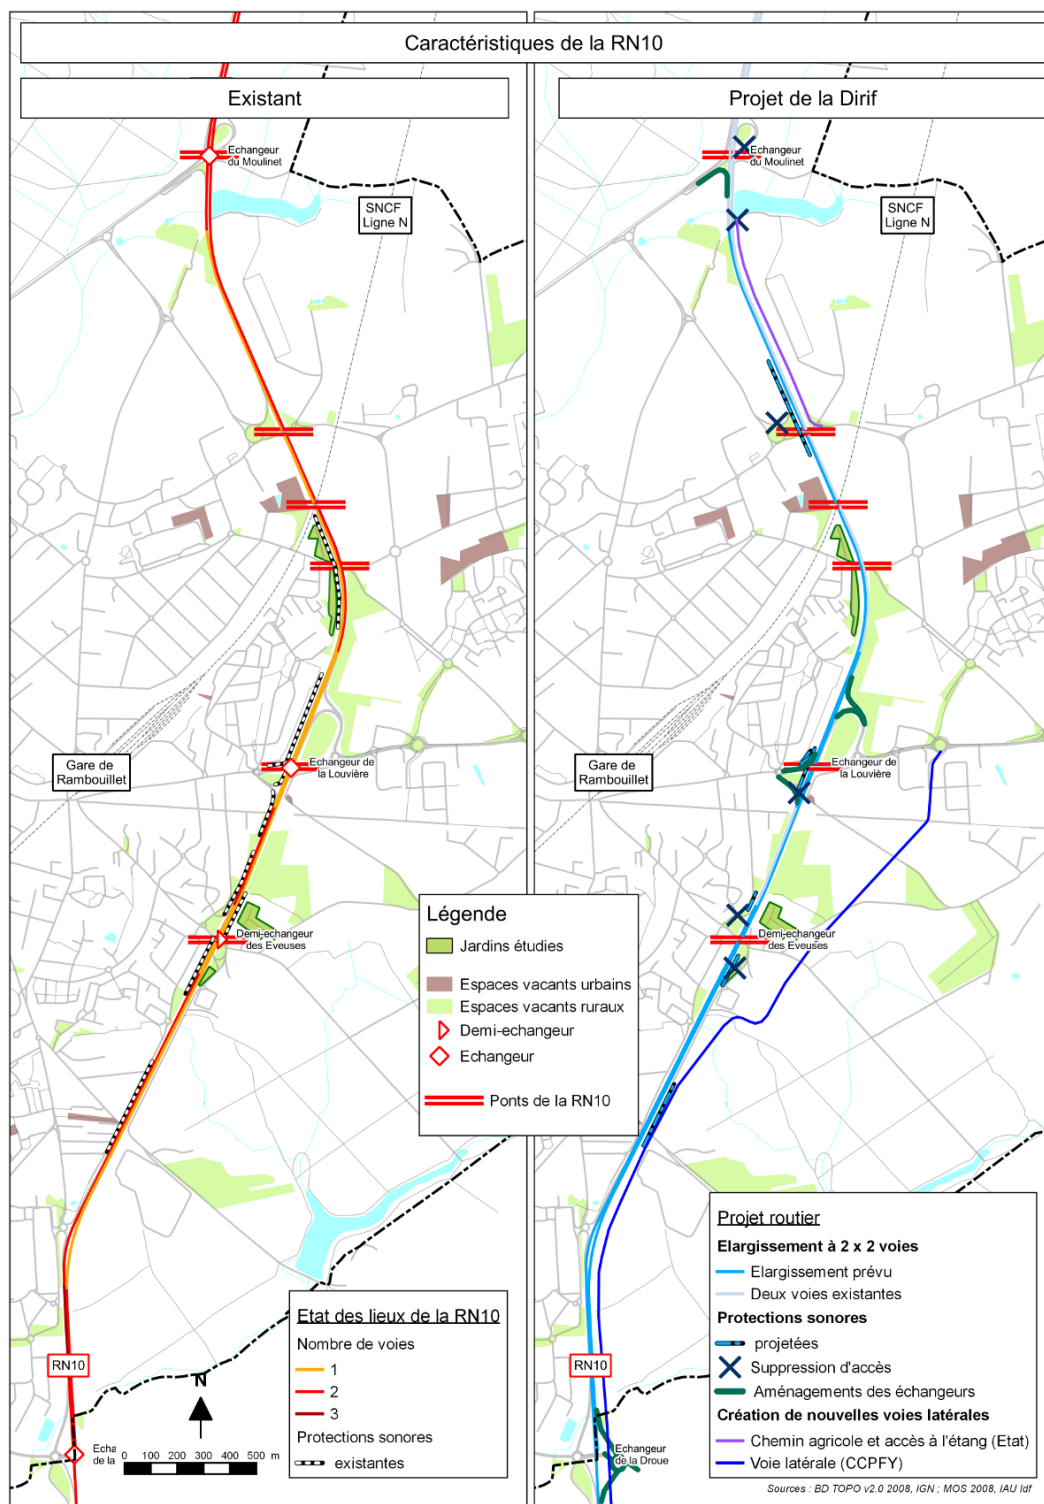 Caractéristiques de la RN10
Existant
Projet de la Dirif
Echangeur
du Moulinet
SNCF
Ligne N
Gare de
Rambouillet
Echangeur de
la Louvière
Demi-echangeur
des Eveuses
RN10
Echa
de la
N
0 100 200 300 400 500 m
Echangeur
du Moulinet
SNCF
Ligne N
Gare de
Rambouillet
Echangeur de
la Louvière
Demi-echangeur
des Eveuses
RN10
Echangeur
de la Droue
Légende
Jardins étudies
Espaces vacants urbains
Espaces vacants ruraux
Demi-echangeur
Echangeur
Ponts de la RN10
Etat des lieux de la RN10
Nombre de voies
1
2
3
Protections sonores
existantes
Projet routier
Elargissement à 2 x 2 voies
Elargissement prévu
Deux voies existantes
Protections sonores
projetées
Suppression d'accès
Aménagements des échangeurs
Création de nouvelles voies latérales
Chemin agricole et accès à l'étang (Etat)
Voie latérale (CCPFY)
Sources : BD TOPO v2.0 2008, IGN ; MOS 2008, IAU Idf